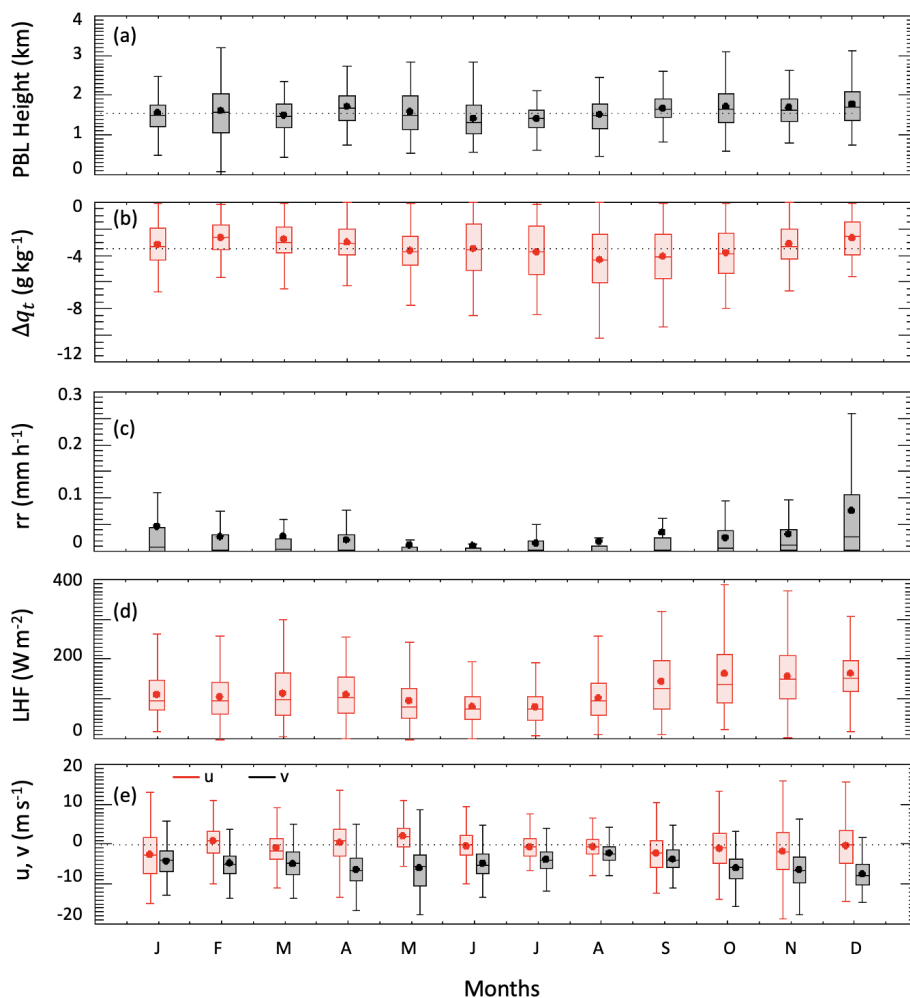 (a)
PBL Height (km)
4
3
2
1
0
(b)
Δqt (g kg-1)
0
-4
-8
-12
(c)
rr (mm h-1)
0.3
0.2
0.1
0
(d)
LHF (W m-2)
400
200
0
(e)
u v
u, v (m s-1)
20
10
0
-10
-20
J F M A M J J A S O N D
Months